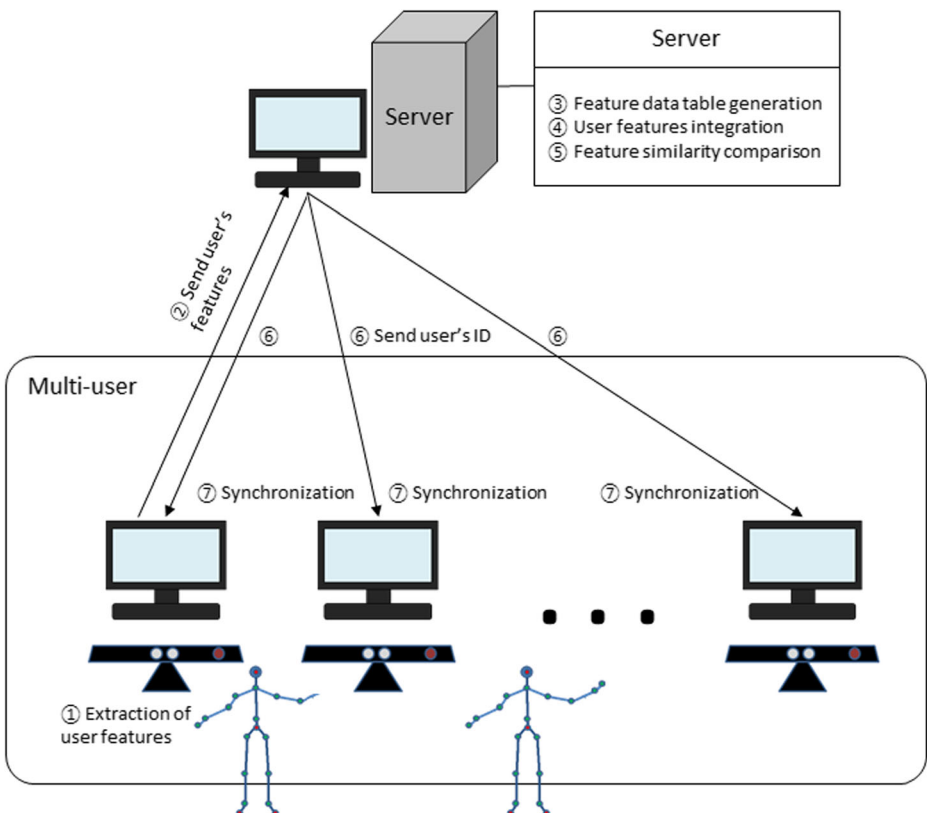 Server
Server
③ Feature data table generation
④ User features integration
⑤ Feature similarity comparison
② Send user's
features
⑥
⑥ Send user's ID
⑥
Multi-user
⑦ Synchronization
⑦ Synchronization
⑦ Synchronization
① Extraction of
user features